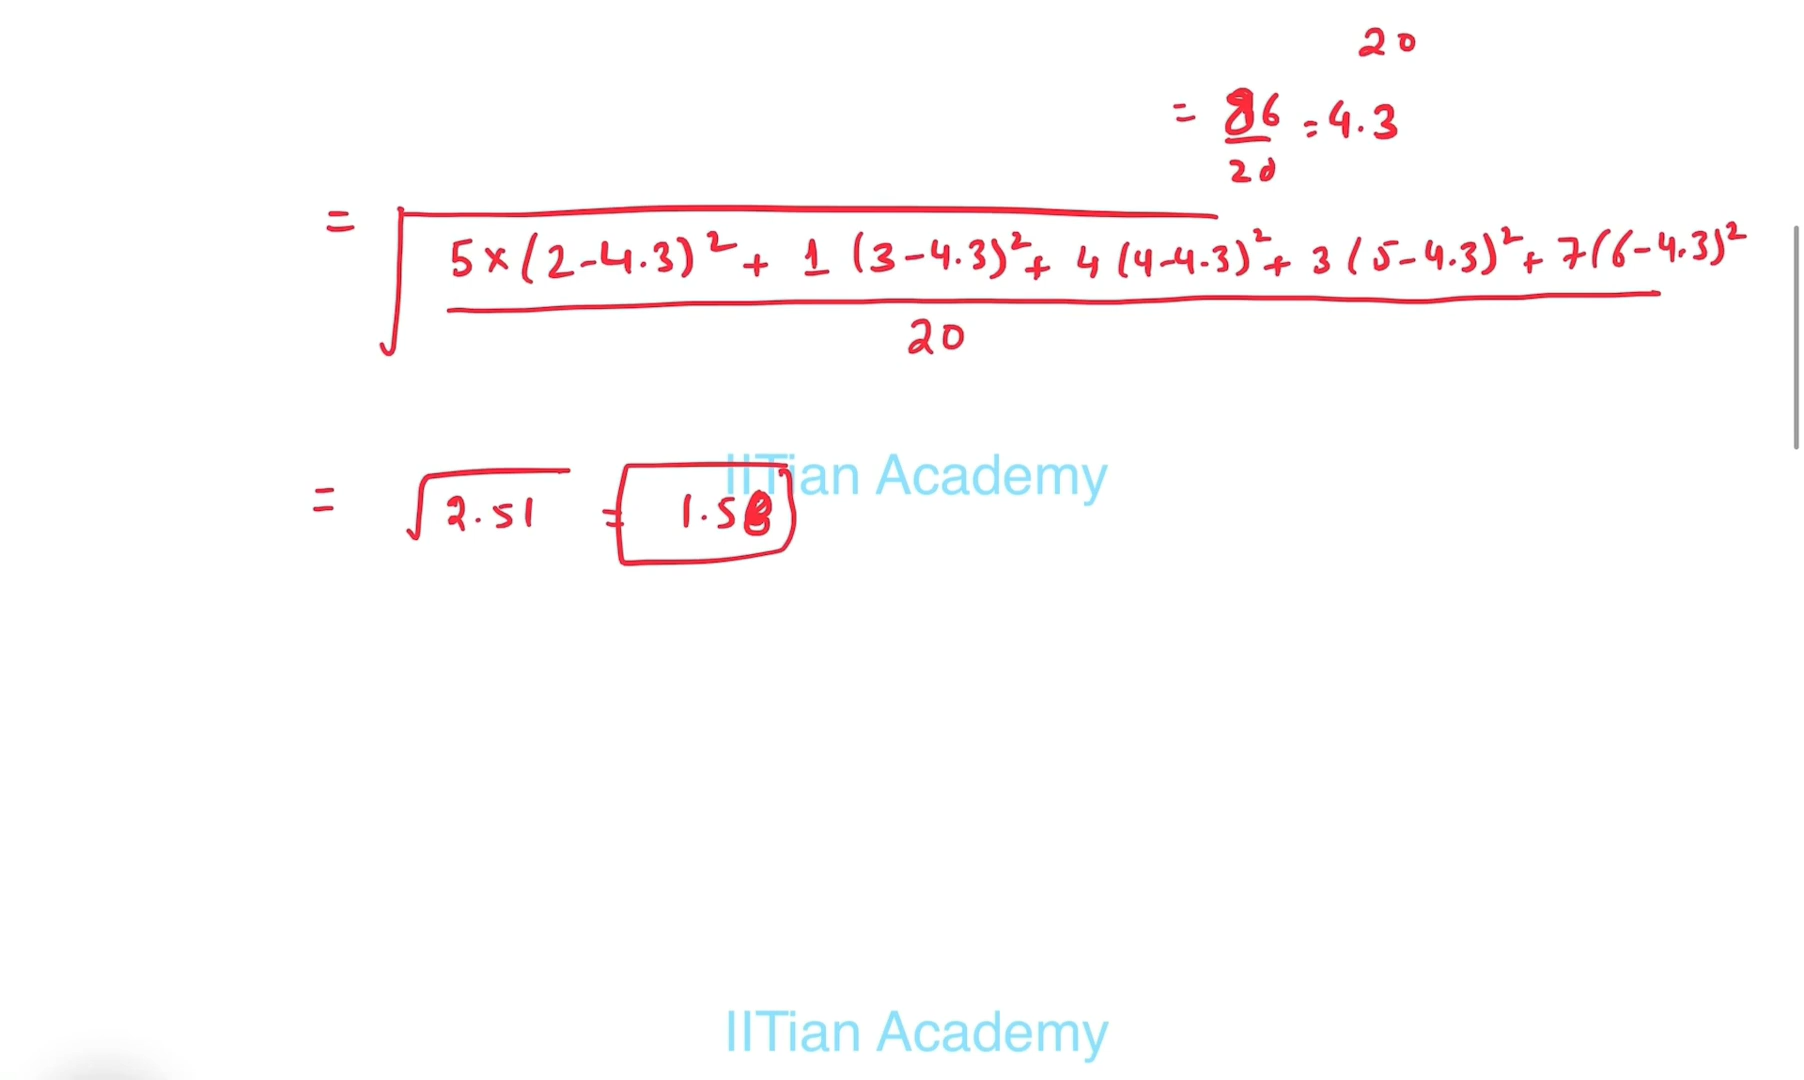 20
= 86/20 = 4.3
= √(5×(2-4.3)² + 1(3-4.3)² + 4(4-4.3)² + 3(5-4.3)² + 7(6-4.3)²)/20
IITian Academy
= √2.51 = 1.58
IITian Academy